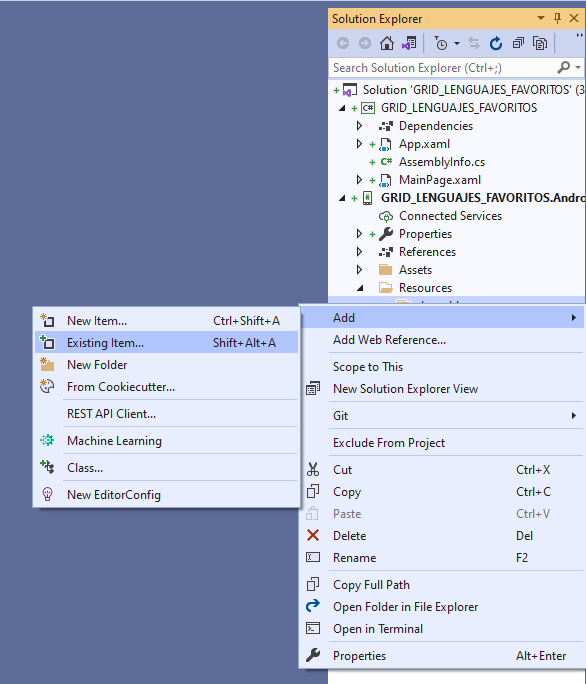 Solution Explorer
Search Solution Explorer (Ctrl+;)
Solution 'GRID_LENGUAJES_FAVORITOS' (3
GRID_LENGUAJES_FAVORITOS
Dependencies
App.xaml
AssemblyInfo.cs
MainPage.xaml
GRID_LENGUAJES_FAVORITOS.Andro
Connected Services
Properties
References
Assets
Resources
New Item... Ctrl+Shift+A
Existing Item... Shift+Alt+A
New Folder
From Cookiecutter...
REST API Client...
Machine Learning
Class...
New EditorConfig
Add
Add Web Reference...
Scope to This
New Solution Explorer View
Git
Exclude From Project
Cut Ctrl+X
Copy Ctrl+C
Paste Ctrl+V
Delete Del
Rename F2
Copy Full Path
Open Folder in File Explorer
Open in Terminal
Properties Alt+Enter